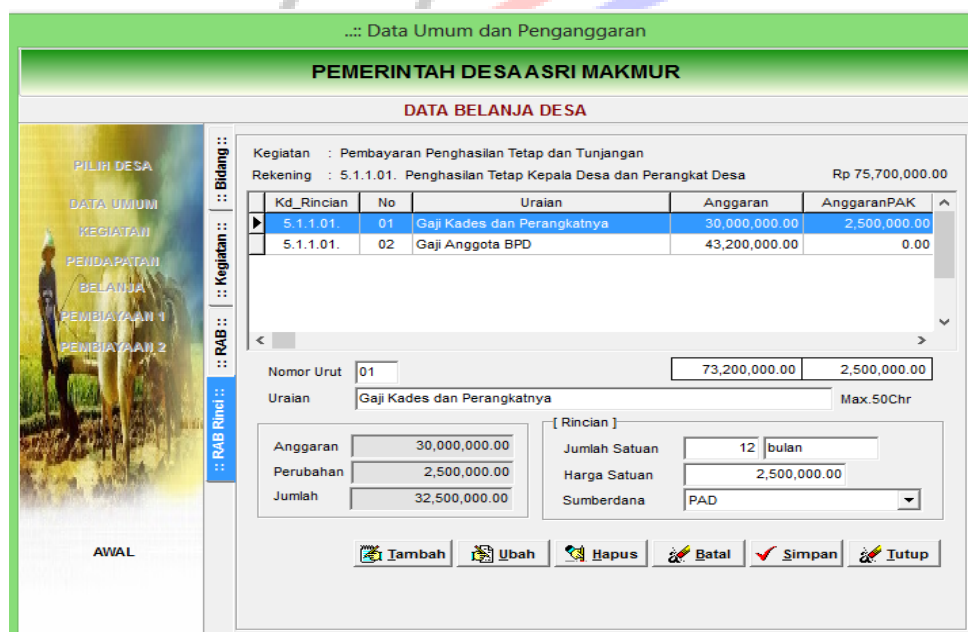 ..:: Data Umum dan Penganggaran
PEMERINTAH DESA ASRI MAKMUR
DATA BELANJA DESA
PILIH DESA
DATA UMUM
KEGIATAN
PENDAPATAN
BELANJA
PEMBIAYAAN 1
PEMBIAYAAN 2
AWAL
:: Bidang ::
:: Kegiatan ::
:: RAB ::
:: RAB Rinci ::
Kegiatan : Pembayaran Penghasilan Tetap dan Tunjangan
Rekening : 5.1.1.01. Penghasilan Tetap Kepala Desa dan Perangkat Desa Rp 75,700,000.00
Kd_Rincian No Uraian Anggaran AnggaranPAK
5.1.1.01. 01 Gaji Kades dan Perangkatnya 30,000,000.00 2,500,000.00
5.1.1.01. 02 Gaji Anggota BPD 43,200,000.00 0.00
Nomor Urut 01 73,200,000.00 2,500,000.00
Uraian Gaji Kades dan Perangkatnya Max.50Chr
Anggaran 30,000,000.00
Perubahan 2,500,000.00
Jumlah 32,500,000.00
[ Rincian ]
Jumlah Satuan 12 bulan
Harga Satuan 2,500,000.00
Sumberdana PAD
Tambah Ubah Hapus Batal Simpan Tutup